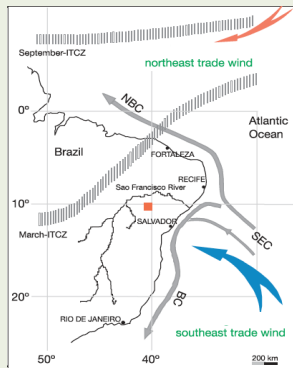 September-ITCZ
northeast trade wind
NBC
0°
Atlantic
Ocean
Brazil
FORTALEZA
RECIFE
Sao Francisco River
10°
SALVADOR
March-ITCZ
SEC
BC
20°
RIO DE JANEIRO
southeast trade wind
50°
40°
200 km